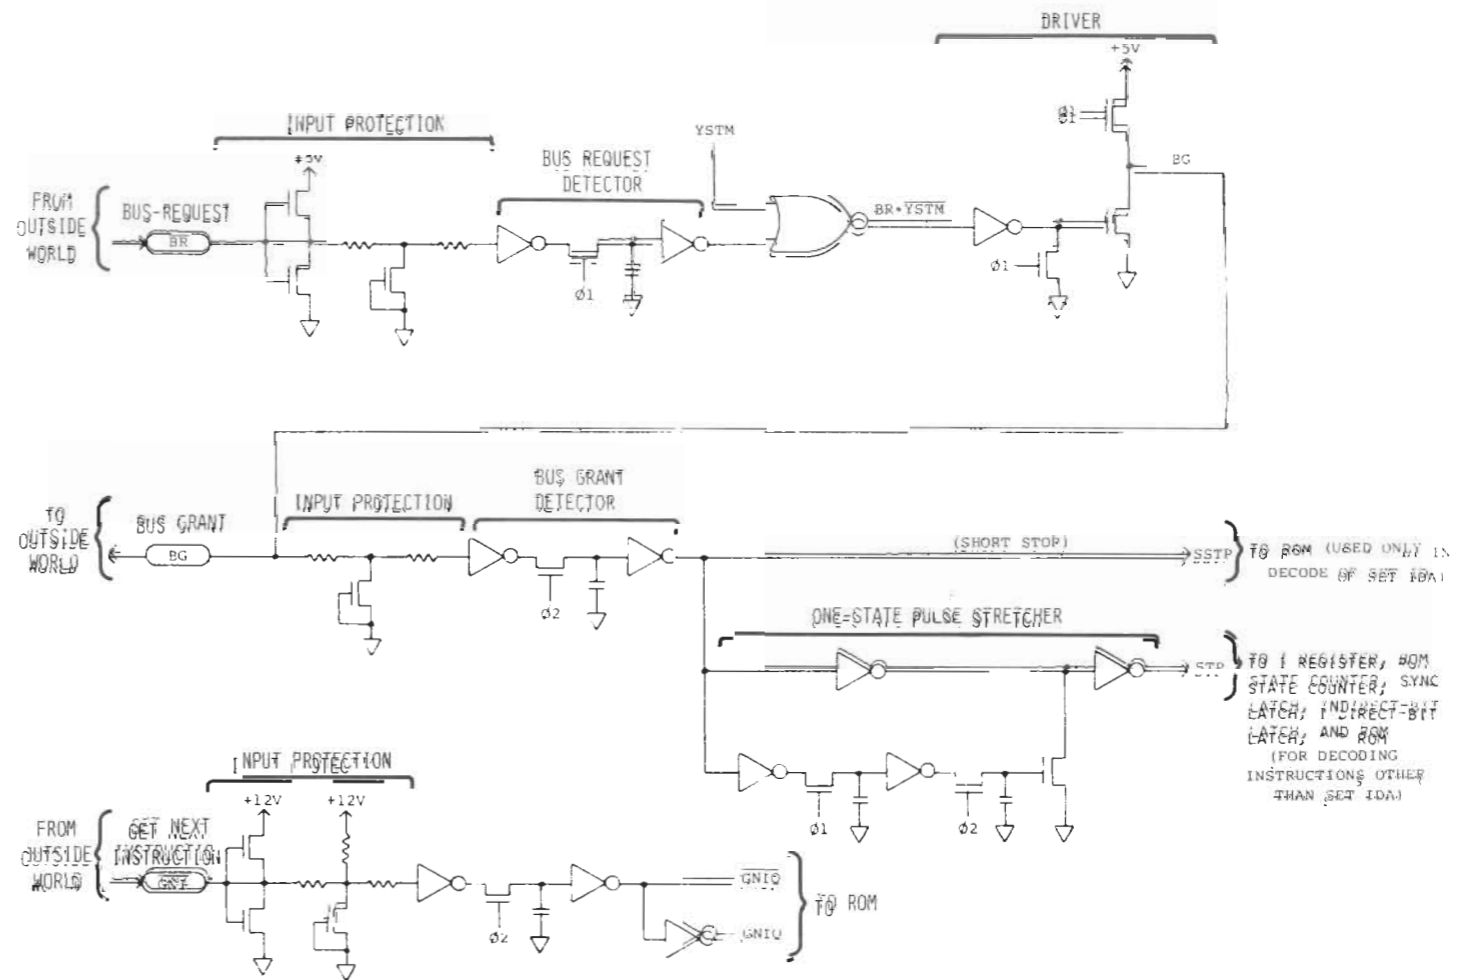 DRIVER
+5V
INPUT PROTECTION
YSTM
Ø1
BG
+5V
BUS REQUEST
DETECTOR
FROM
OUTSIDE
WORLD
BUS-REQUEST
BR
BR•YSTM
Ø1
Ø1
BUS GRANT
DETECTOR
INPUT PROTECTION
TO
OUTSIDE
WORLD
BUS GRANT
BG
(SHORT STOP)
SSTP
TO ROM (USED ONLY IN
DECODE OF SET IDA)
Ø2
ONE-STATE PULSE STRETCHER
STP
TO I REGISTER, ROM
STATE COUNTER, SYNC
LATCH, INDIRECT-BIT
LATCH, AND ROM
(FOR DECODING
INSTRUCTIONS OTHER
THAN SET IDA)
Ø1
Ø2
INPUT PROTECTION
+12V
+12V
FROM
OUTSIDE
WORLD
GET NEXT
INSTRUCTION
GNI
Ø2
GNIQ
GNIQ
TO ROM